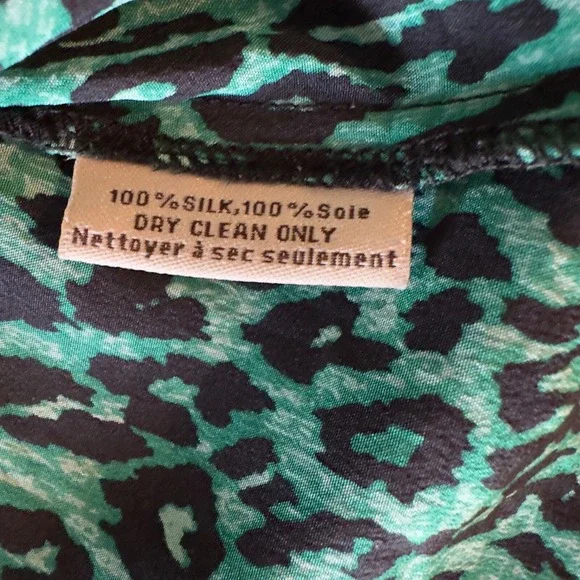 100%SILK,100%Soie
DRY CLEAN ONLY
Nettoyer à sec seulement